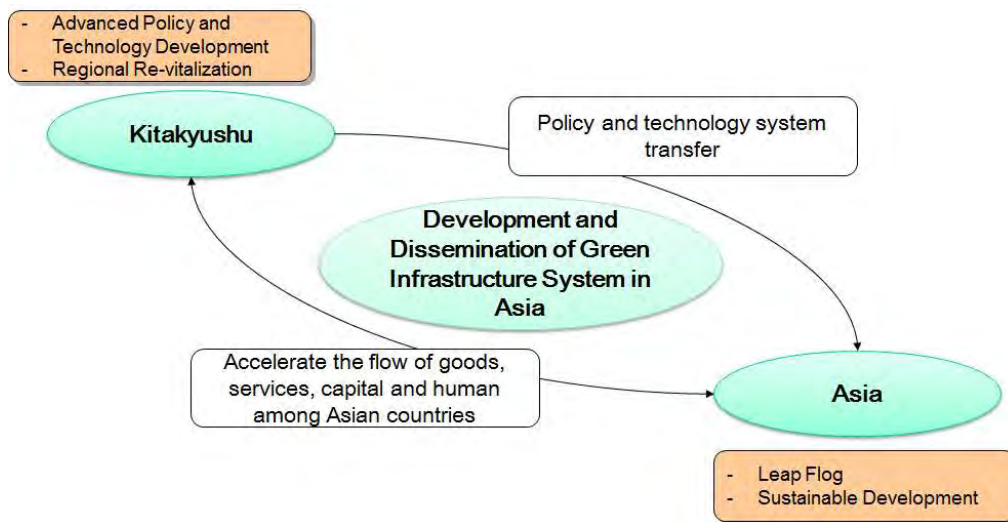 - Advanced Policy and
Technology Development
- Regional Re-vitalization
Kitakyushu
Policy and technology system
transfer
Development and
Dissemination of Green
Infrastructure System in
Asia
Accelerate the flow of goods,
services, capital and human
among Asian countries
Asia
- Leap Flog
- Sustainable Development